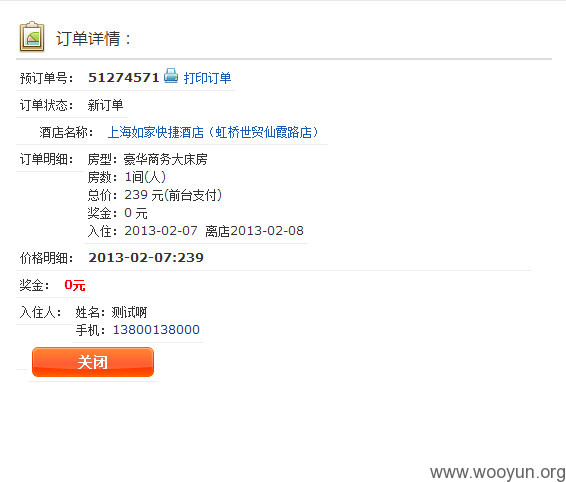 订单详情：
预订单号： 51274571 打印订单
订单状态： 新订单
酒店名称： 上海如家快捷酒店（虹桥世贸仙霞路店）
订单明细： 房型：豪华商务大床房
房数：1间(人)
总价：239 元(前台支付)
奖金：0 元
入住：2013-02-07 离店2013-02-08
价格明细： 2013-02-07:239
奖金： 0元
入住人： 姓名：测试啊
手机：13800138000
关闭
www.wooyun.org